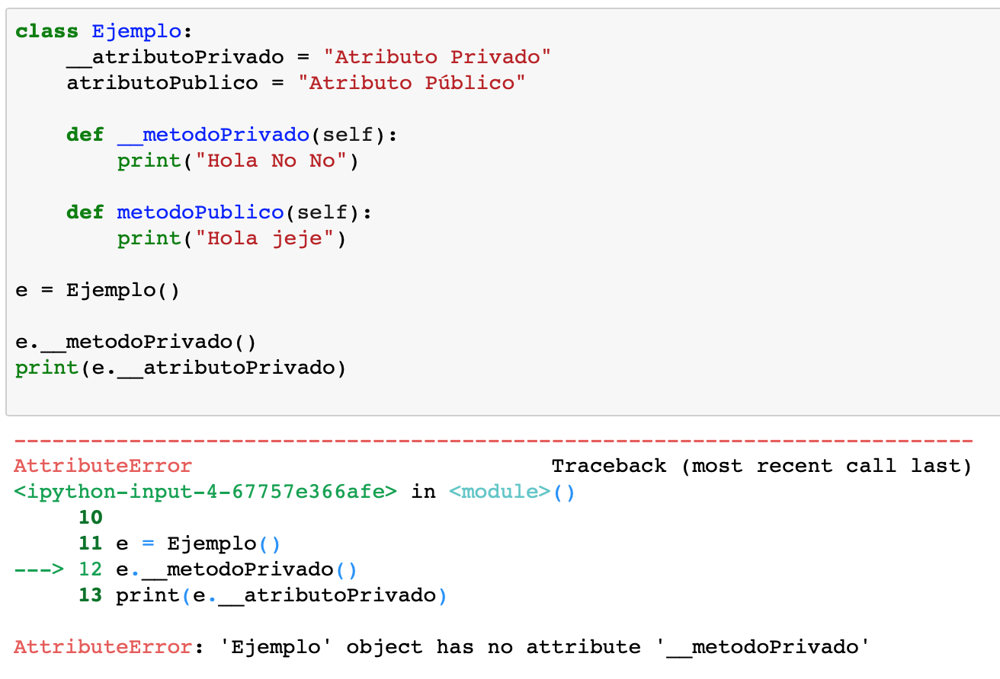 class Ejemplo:
    __atributoPrivado = "Atributo Privado"
    atributoPublico = "Atributo Público"
    def __metodoPrivado(self):
        print("Hola No No")
    def metodoPublico(self):
        print("Hola jeje")
e = Ejemplo()
e.__metodoPrivado()
print(e.__atributoPrivado)
---------------------------------------------------------------------------
AttributeError                            Traceback (most recent call last)
<ipython-input-4-67757e366afe> in <module>()
     10
     11 e = Ejemplo()
---> 12 e.__metodoPrivado()
     13 print(e.__atributoPrivado)
AttributeError: 'Ejemplo' object has no attribute '__metodoPrivado'